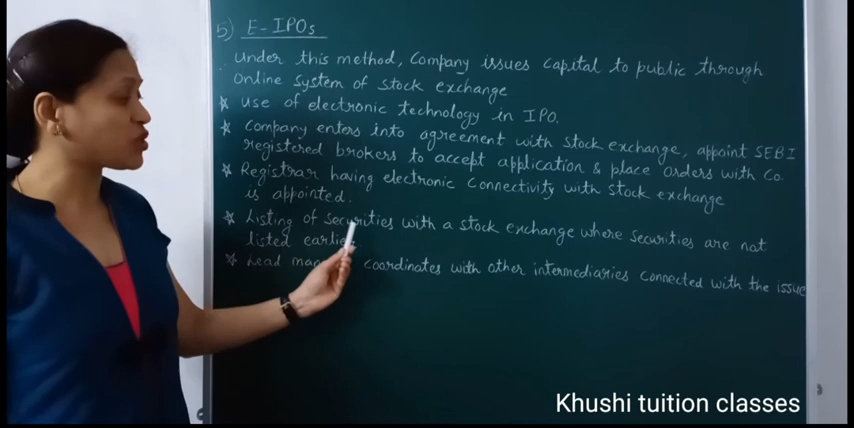 5) E-IPOs
Under this method, Company issues capital to public through
Online system of stock exchange
* Use of electronic technology in IPO.
* Company enters into agreement with stock exchange, appoint SEBI
registered brokers to accept application & place orders with Co.
* Registrar having electronic connectivity with stock exchange
is appointed.
* Listing of securities with a stock exchange where securities are not
listed earlier.
* Lead coordinates with other intermediaries connected with the issue
Khushi tuition classes